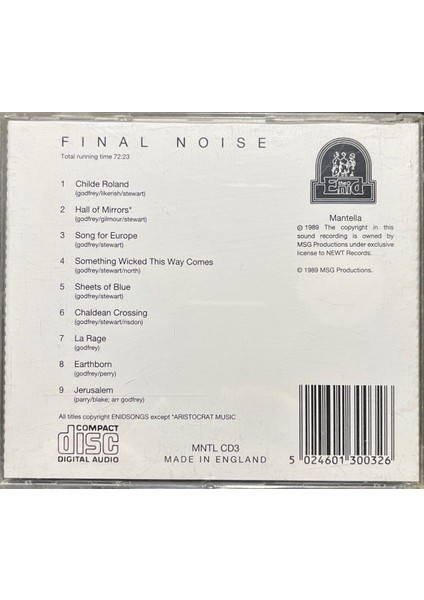 FINAL NOISE
Total running time 72:23
1 Childe Roland
(godfrey/likerish/stewart)
2 Hall of Mirrors*
(godfrey/gilmour/stewart)
3 Song for Europe
(godfrey/stewart)
4 Something Wicked This Way Comes
(godfrey/stewart/north)
5 Sheets of Blue
(godfrey/stewart)
6 Chaldean Crossing
(godfrey/stewart/risdon)
7 La Rage
(godfrey)
8 Earthborn
(godfrey/perry)
9 Jerusalem
(parry/blake; arr godfrey)
All titles copyright ENIDSONGS except *ARISTOCRAT MUSIC
COMPACT
disc
DIGITAL AUDIO
MNTL CD3
MADE IN ENGLAND
the
Enid
Mantella
℗ 1989 The copyright in this
sound recording is owned by
MSG Productions under exclusive
license to NEWT Records.
© 1989 MSG Productions.
5 024601 300326